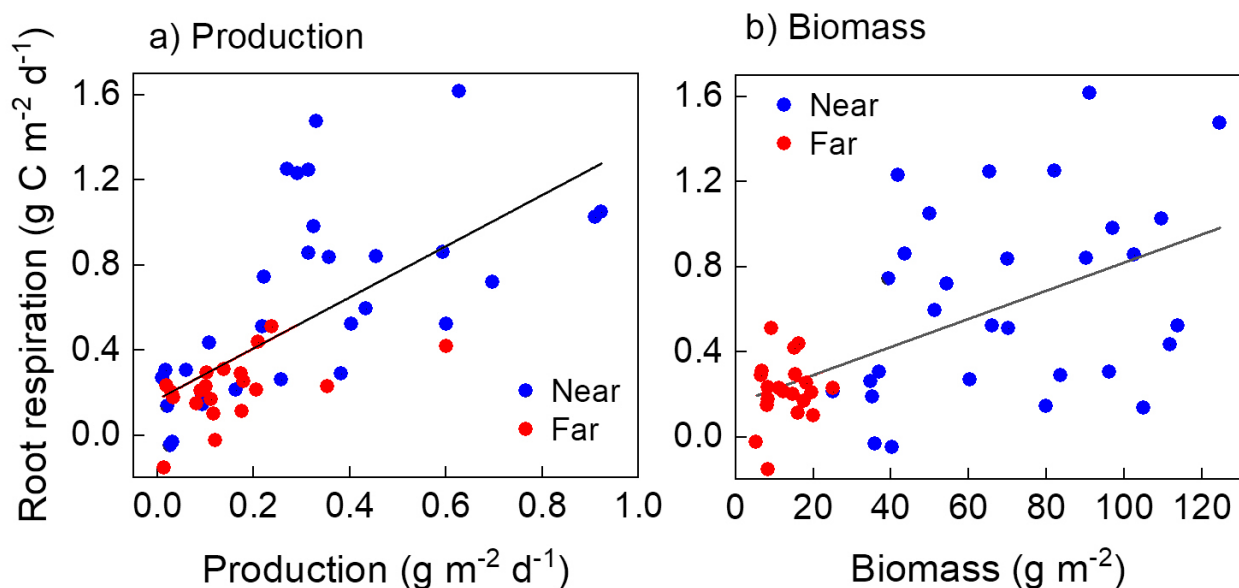 a) Production
Root respiration (g C m⁻² d⁻¹)
1.6
1.2
0.8
0.4
0.0
Near
Far
0.0 0.2 0.4 0.6 0.8 1.0
Production (g m⁻² d⁻¹)
b) Biomass
1.6
1.2
0.8
0.4
0.0
Near
Far
0 20 40 60 80 100 120
Biomass (g m⁻²)